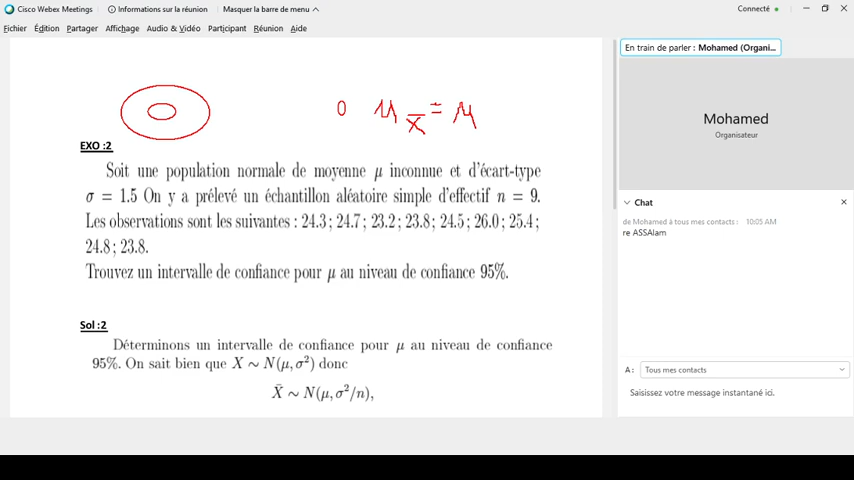 Cisco Webex Meetings
Informations sur la réunion
Masquer la barre de menu
Connecté
Fichier Édition Partager Affichage Audio & Vidéo Participant Réunion Aide
En train de parler : Mohamed (Organi...
Mohamed
Organisateur
0 μ X̄ = μ
EXO :2
Soit une population normale de moyenne μ inconnue et d'écart-type
σ = 1.5 On y a prélevé un échantillon aléatoire simple d'effectif n = 9.
Les observations sont les suivantes : 24.3; 24.7; 23.2; 23.8; 24.5; 26.0; 25.4;
24.8; 23.8.
Trouvez un intervalle de confiance pour μ au niveau de confiance 95%.
Sol :2
Déterminons un intervalle de confiance pour μ au niveau de confiance
95%. On sait bien que X ∼ N(μ, σ²) donc
X̄ ∼ N(μ, σ²/n),
Chat
de Mohamed à tous mes contacts : 10:05 AM
re ASSAlam
A : Tous mes contacts
Saisissez votre message instantané ici.